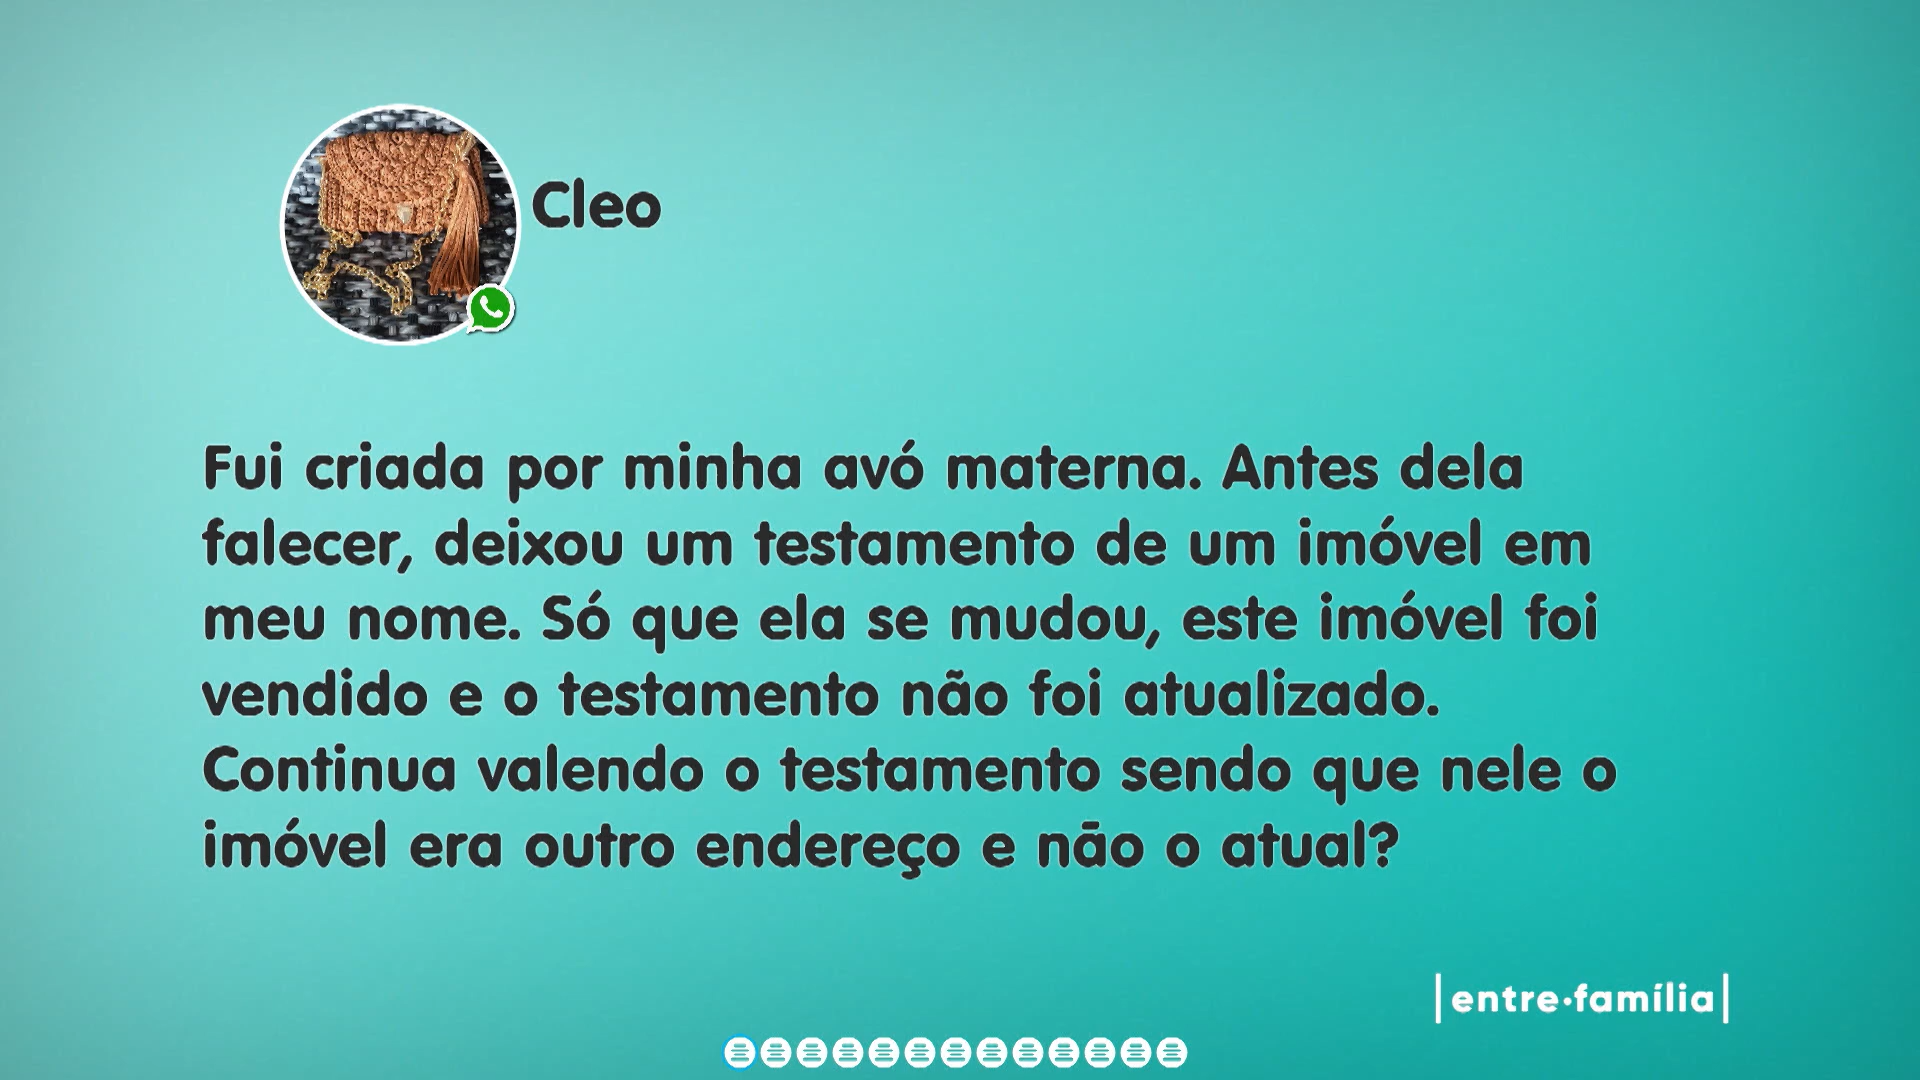 Cleo
Fui criada por minha avó materna. Antes dela
falecer, deixou um testamento de um imóvel em
meu nome. Só que ela se mudou, este imóvel foi
vendido e o testamento não foi atualizado.
Continua valendo o testamento sendo que nele o
imóvel era outro endereço e não o atual?
|entre•família|